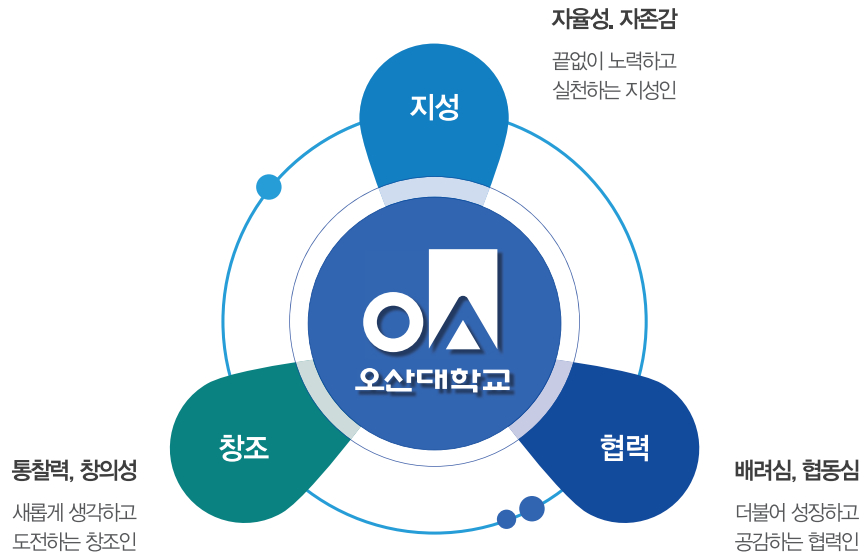 자율성. 자존감
끝없이 노력하고
실천하는 지성인
지성
오산대학교
창조
협력
통찰력, 창의성
새롭게 생각하고
도전하는 창조인
배려심, 협동심
더불어 성장하고
공감하는 협력인